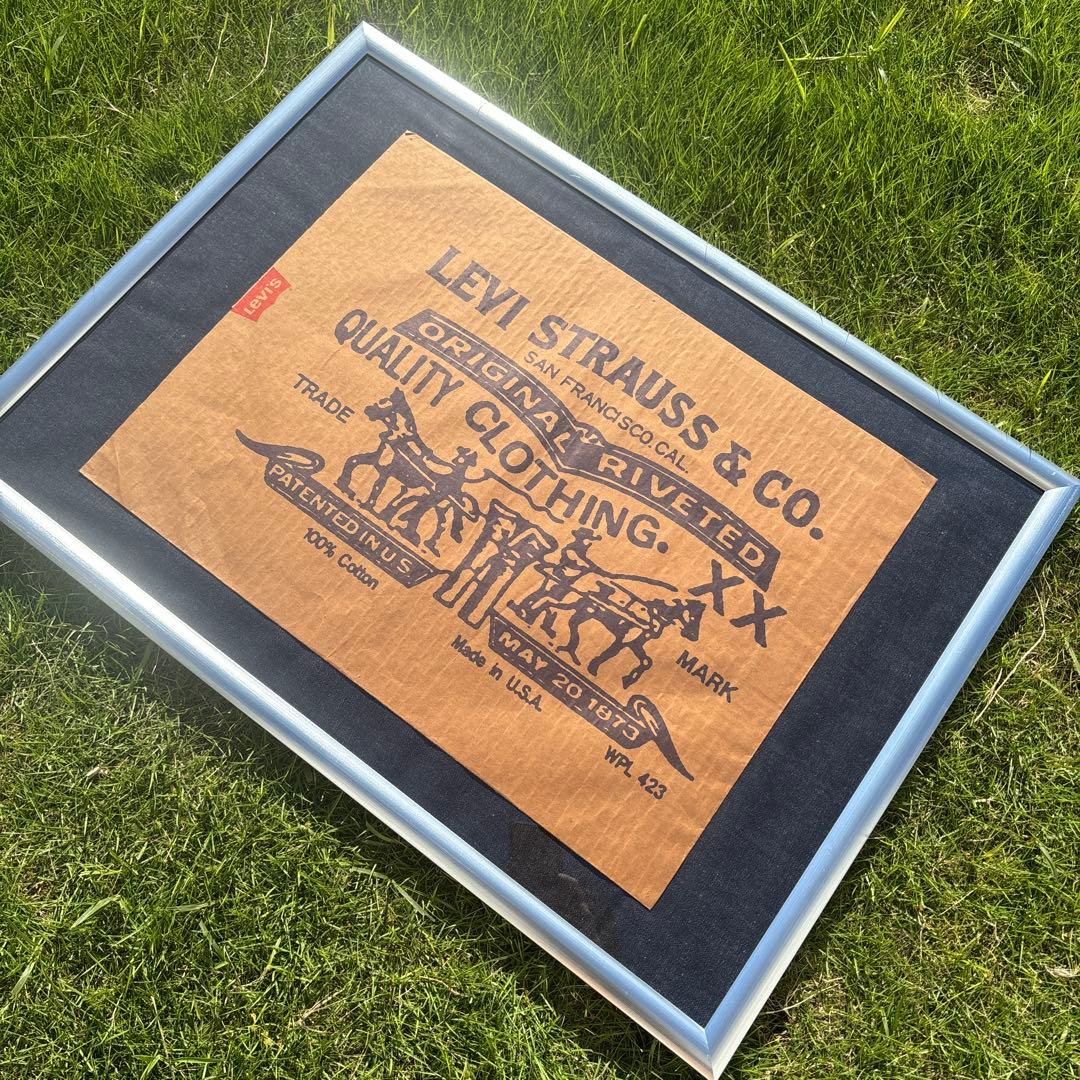 LEVI STRAUSS & CO.
SAN FRANCISCO.CAL.
ORIGINAL RIVETED
QUALITY CLOTHING.
XX
TRADE MARK
PATENTED IN U S
MAY 20 1873
100% Cotton
Made in U.S.A.
WPL 423
Levi's